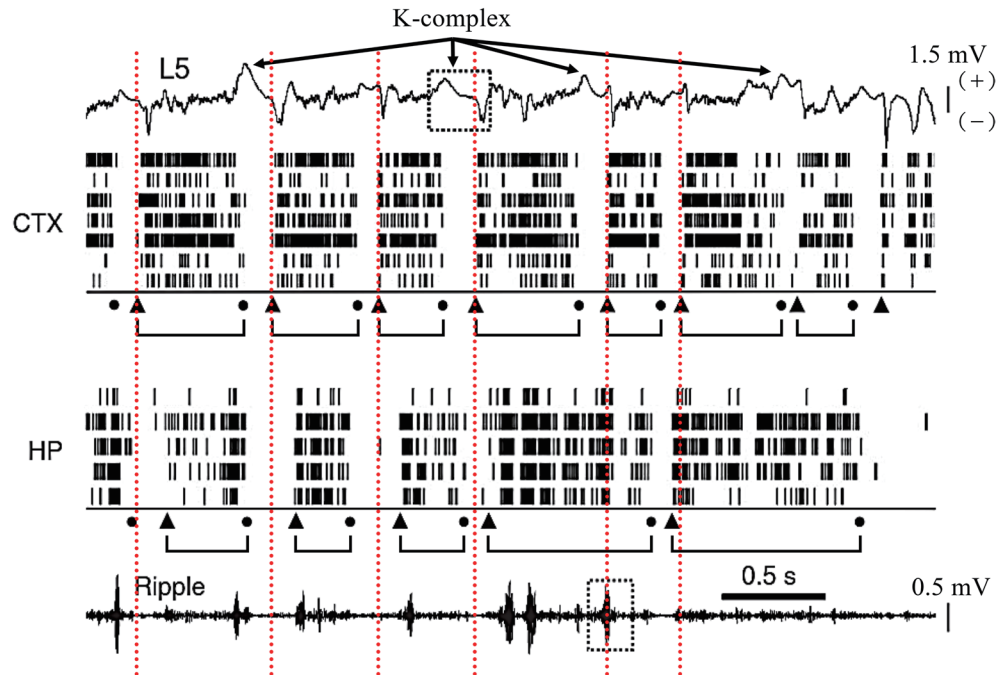 K-complex
L5
1.5 mV
(+)
(−)
CTX
HP
Ripple
0.5 s
0.5 mV